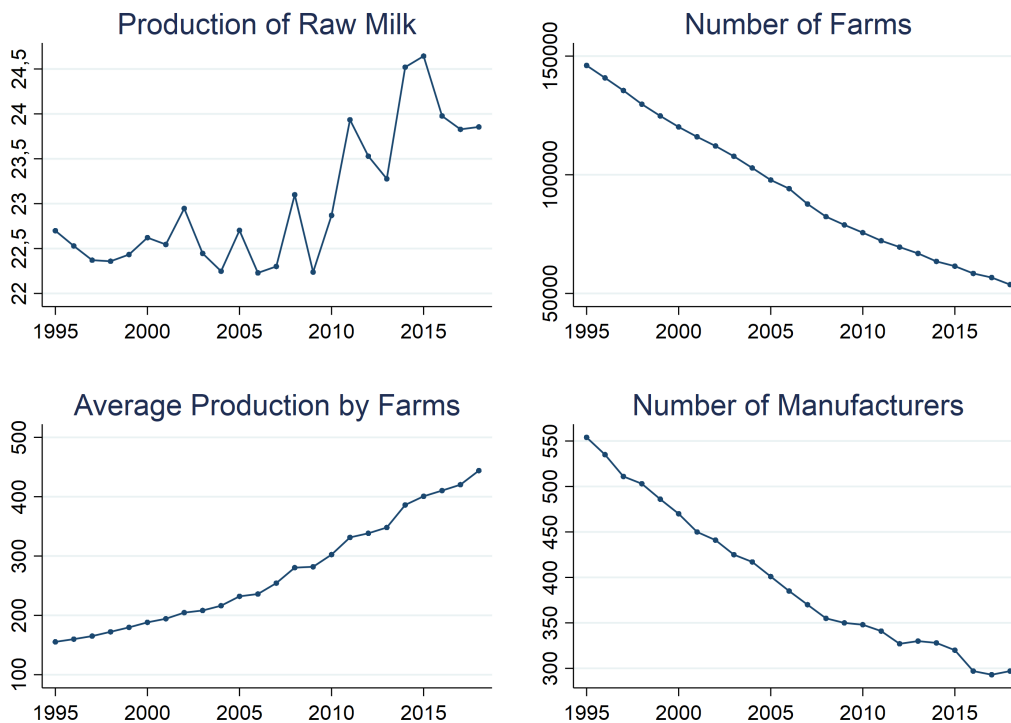 Production of Raw Milk
24,5
24
23,5
23
22,5
22
1995 2000 2005 2010 2015
Number of Farms
150000
100000
50000
1995 2000 2005 2010 2015
Average Production by Farms
500
400
300
200
100
1995 2000 2005 2010 2015
Number of Manufacturers
550
500
450
400
350
300
1995 2000 2005 2010 2015